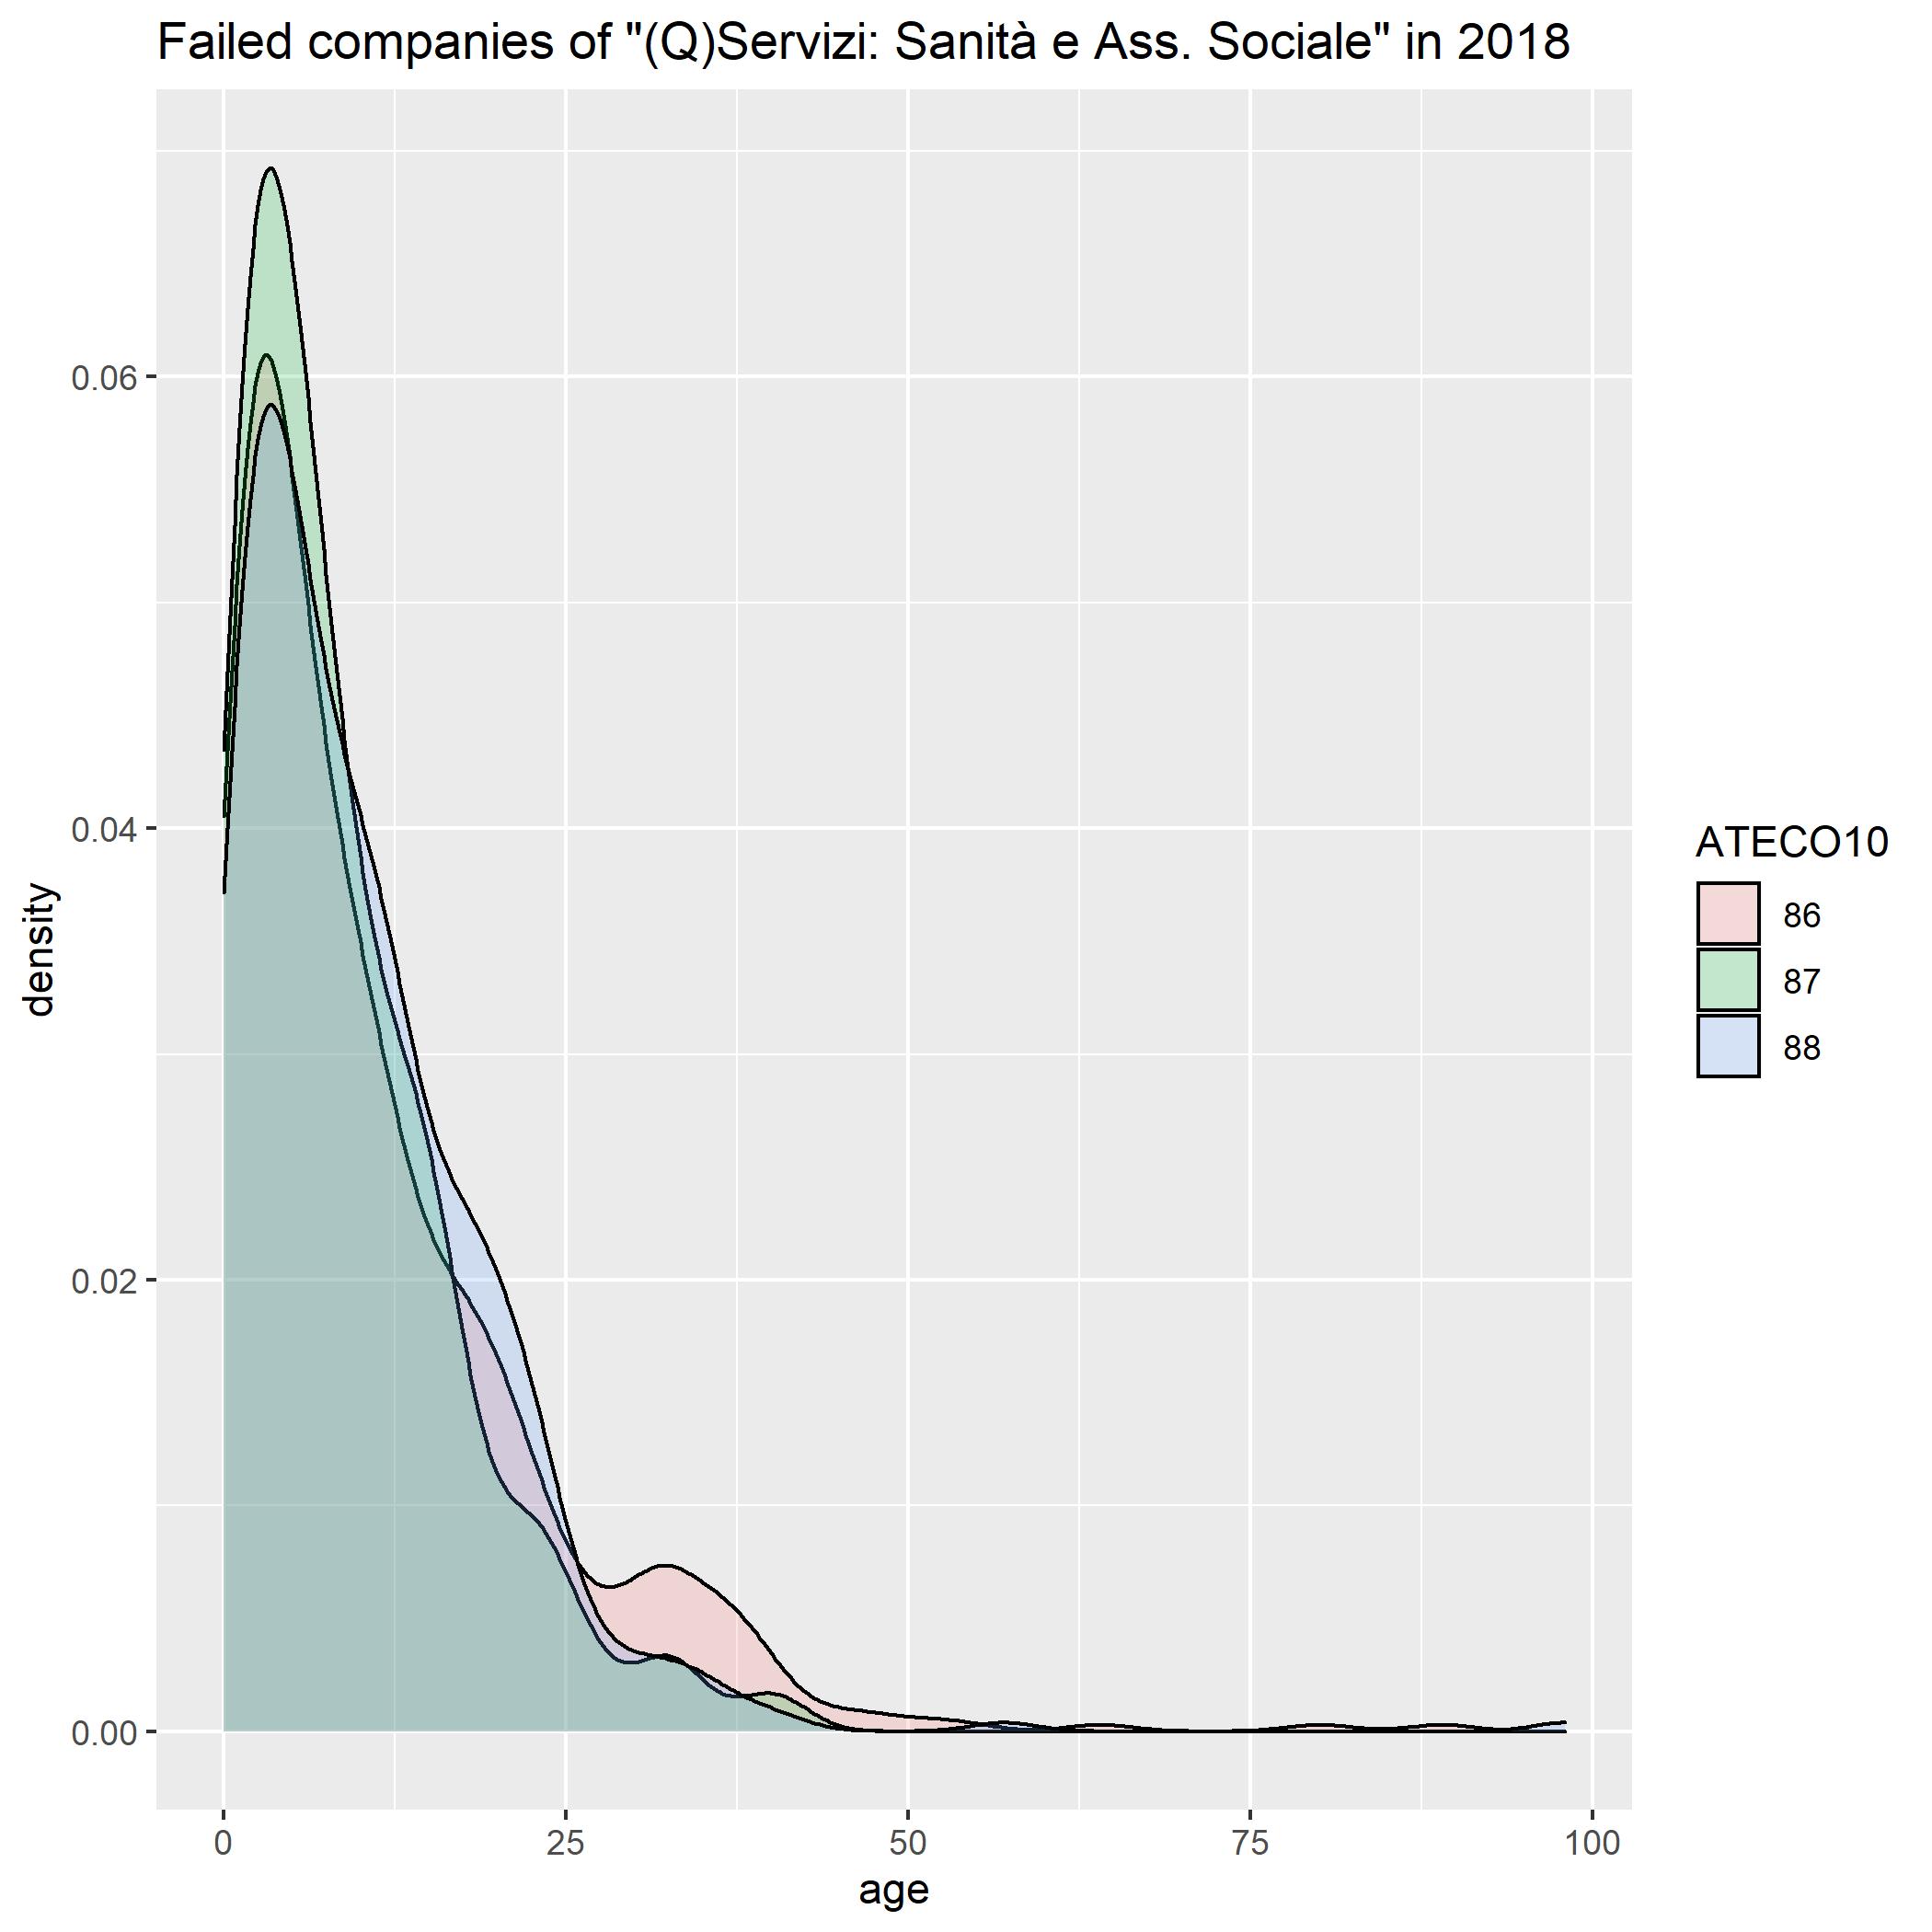 Failed companies of "(Q)Servizi: Sanità e Ass. Sociale" in 2018
density
0.06
0.04
0.02
0.00
0 25 50 75 100
age
ATECO10
86
87
88